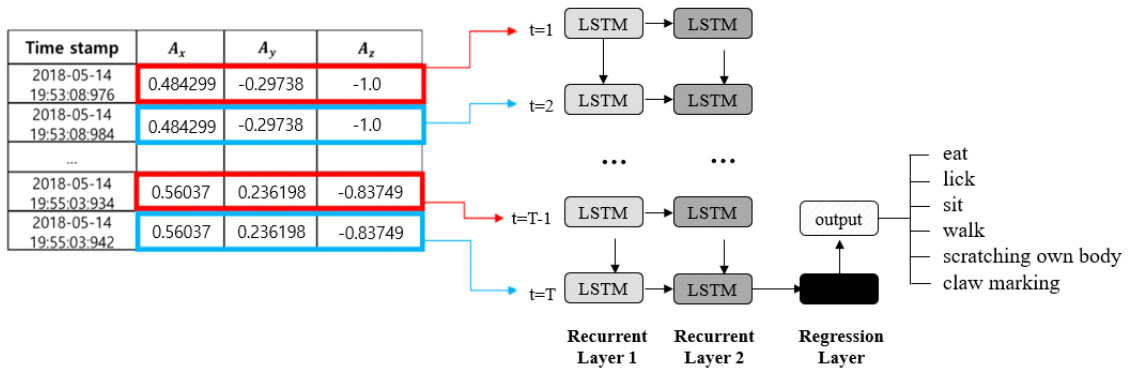 Time stamp A_x A_y A_z
2018-05-14
19:53:08:976
0.484299 -0.29738 -1.0
2018-05-14
19:53:08:984
0.484299 -0.29738 -1.0
...
2018-05-14
19:55:03:934
0.56037 0.236198 -0.83749
2018-05-14
19:55:03:942
0.56037 0.236198 -0.83749
t=1 LSTM LSTM
t=2 LSTM LSTM
... ...
t=T-1 LSTM LSTM
t=T LSTM LSTM
Recurrent
Layer 1
Recurrent
Layer 2
Regression
Layer
output
eat
lick
sit
walk
scratching own body
claw marking